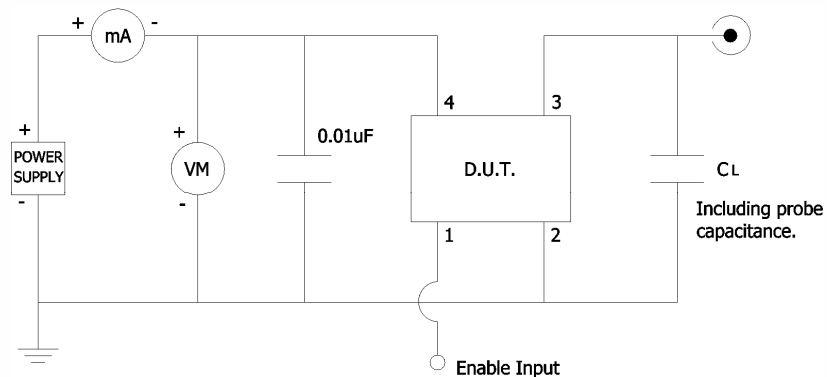 + mA -
4
3
+
POWER
SUPPLY
-
+
VM
-
0.01uF
D.U.T.
CL
Including probe
capacitance.
1
2
Enable Input